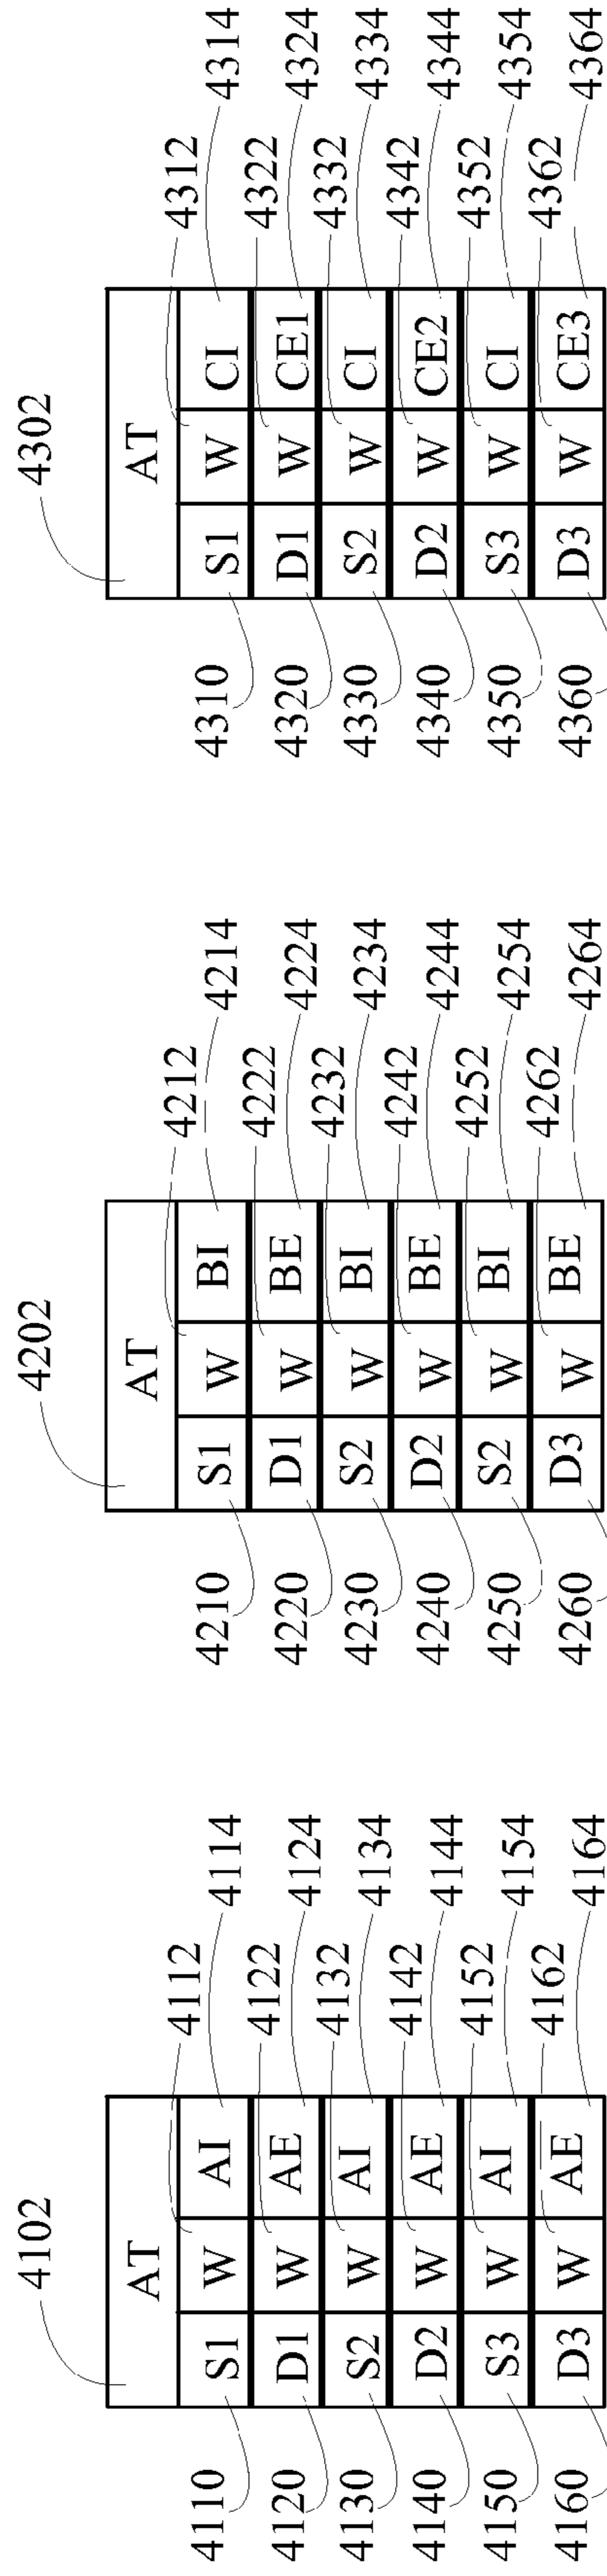 4102
AT
4110 S1 W AI 4112 4114
4120 D1 W AE 4122 4124
4130 S2 W AI 4132 4134
4140 D2 W AE 4142 4144
4150 S3 W AI 4152 4154
4160 D3 W AE 4162 4164
4202
AT
4210 S1 W BI 4212 4214
4220 D1 W BE 4222 4224
4230 S2 W BI 4232 4234
4240 D2 W BE 4242 4244
4250 S2 W BI 4252 4254
4260 D3 W BE 4262 4264
4302
AT
4310 S1 W CI 4312 4314
4320 D1 W CE1 4322 4324
4330 S2 W CI 4332 4334
4340 D2 W CE2 4342 4344
4350 S3 W CI 4352 4354
4360 D3 W CE3 4362 4364